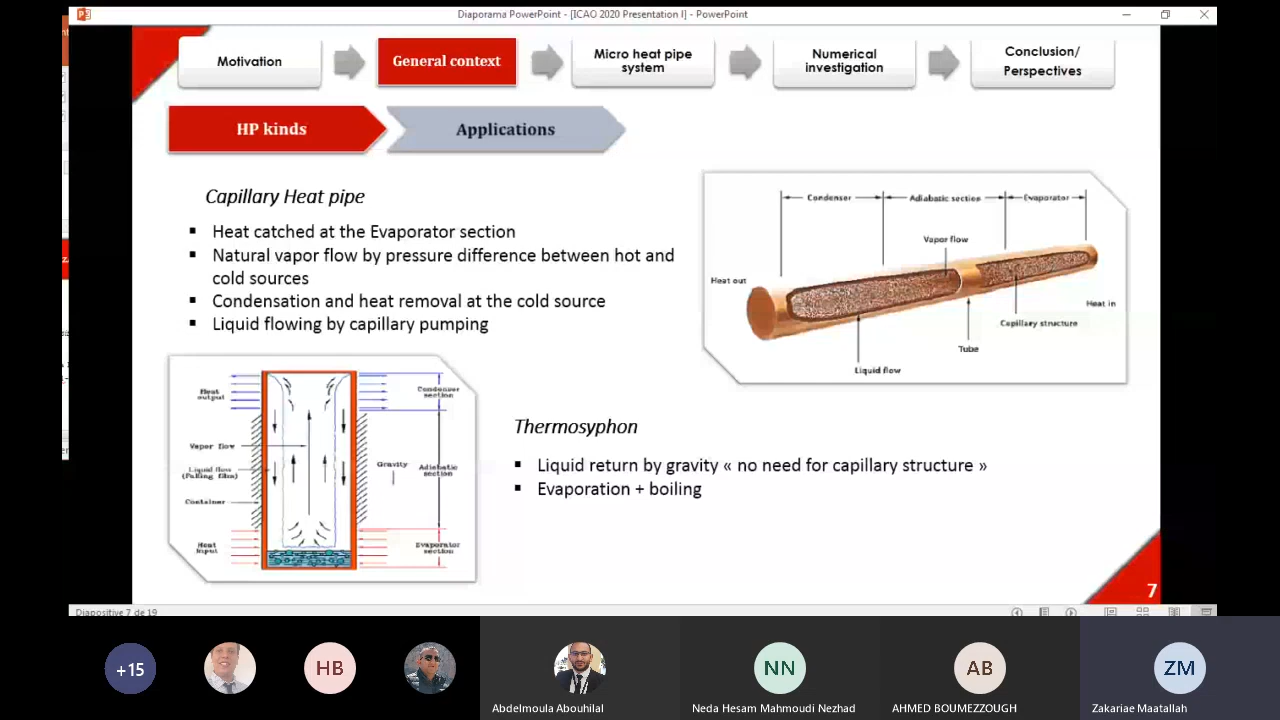 Diaporama PowerPoint - [ICAO 2020 Presentation I] - PowerPoint
Motivation
General context
Micro heat pipe
system
Numerical
investigation
Conclusion/
Perspectives
HP kinds
Applications
Capillary Heat pipe
▪ Heat catched at the Evaporator section
▪ Natural vapor flow by pressure difference between hot and
cold sources
▪ Condensation and heat removal at the cold source
▪ Liquid flowing by capillary pumping
Condenser
Adiabatic section
Evaporator
Vapor flow
Heat out
Heat in
Capillary structure
Tube
Liquid flow
Heat
output
Condenser
section
Vapor flow
Liquid flow
(Falling film)
Gravity
Adiabatic
section
Container
Heat
input
Evaporator
section
Thermosyphon
▪ Liquid return by gravity « no need for capillary structure »
▪ Evaporation + boiling
7
Diapositive 7 de 19
+15
HB
NN
AB
ZM
Abdelmoula Abouhilal
Neda Hesam Mahmoudi Nezhad
AHMED BOUMEZZOUGH
Zakariae Maatallah